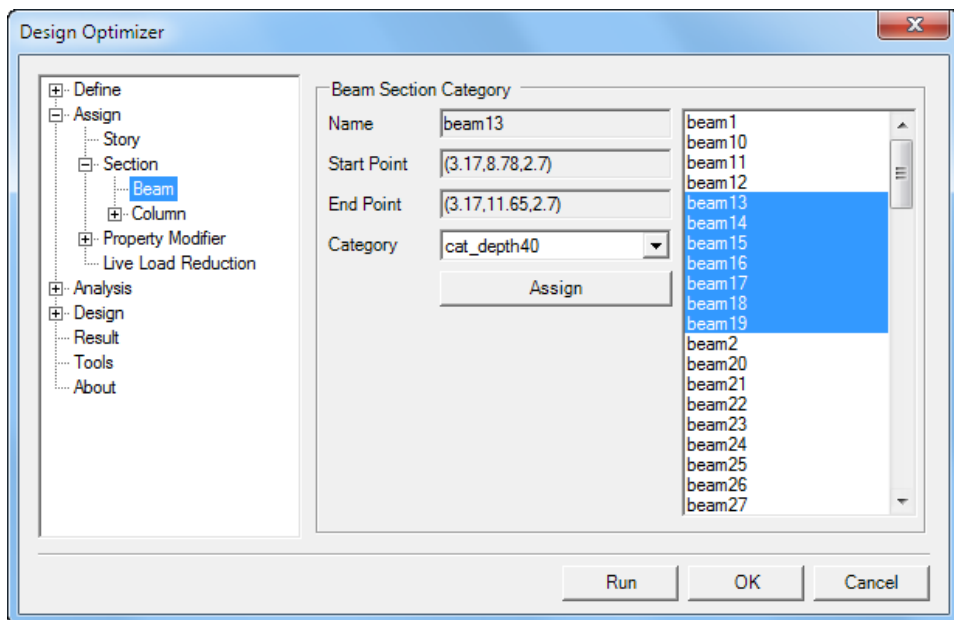 Design Optimizer
Define
Assign
Story
Section
Beam
Column
Property Modifier
Live Load Reduction
Analysis
Design
Result
Tools
About
Beam Section Category
Name
beam13
Start Point
(3.17,8.78,2.7)
End Point
(3.17,11.65,2.7)
Category
cat_depth40
Assign
beam1
beam10
beam11
beam12
beam13
beam14
beam15
beam16
beam17
beam18
beam19
beam2
beam20
beam21
beam22
beam23
beam24
beam25
beam26
beam27
Run
OK
Cancel